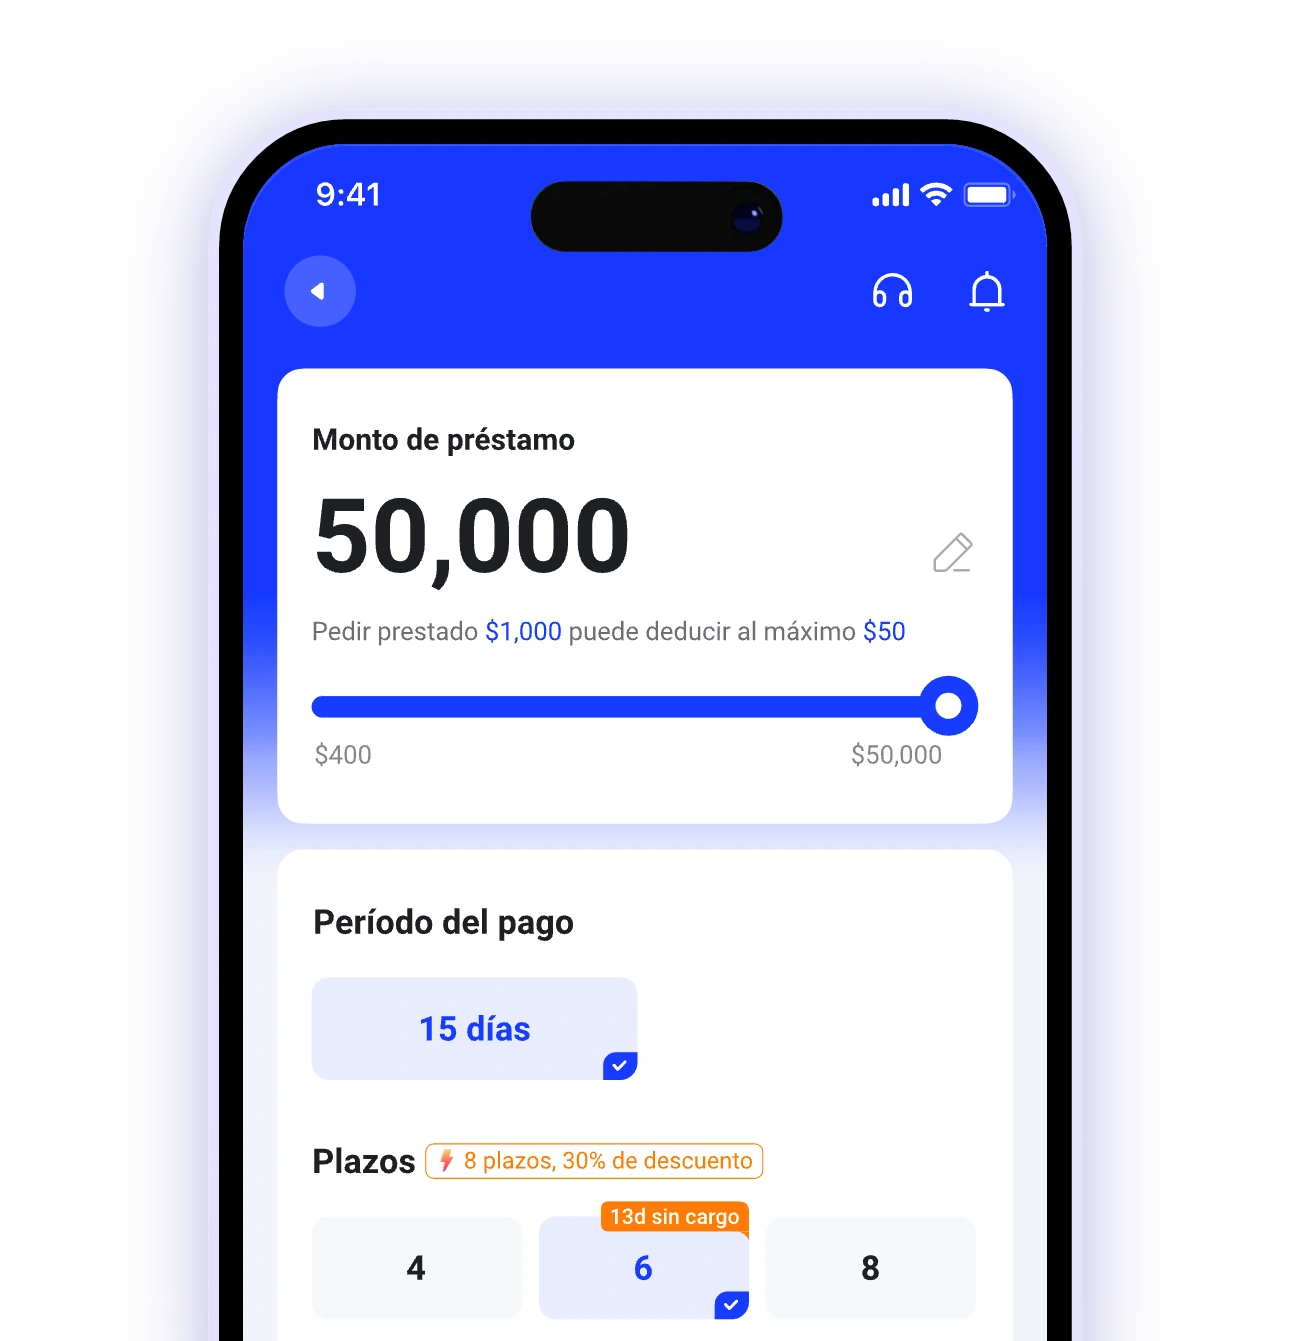 9:41
Monto de préstamo
50,000
Pedir prestado $1,000 puede deducir al máximo $50
$400 $50,000
Período del pago
15 días
Plazos 8 plazos, 30% de descuento
13d sin cargo
4 6 8